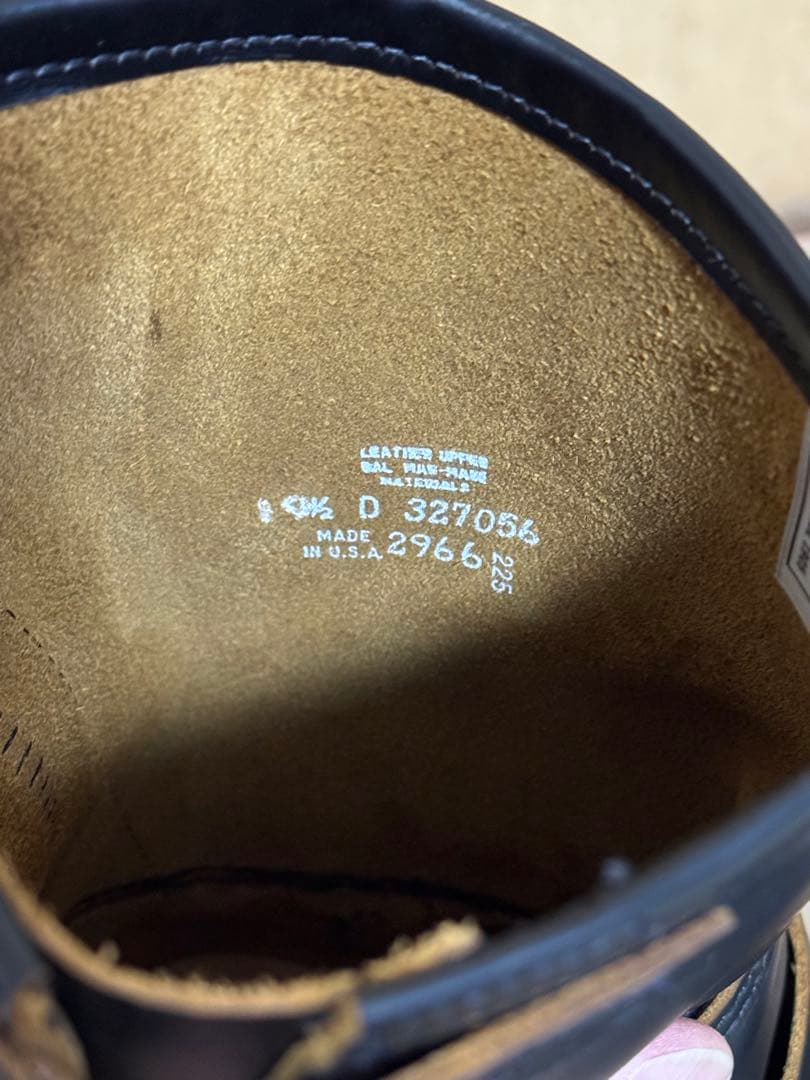 LEATHER UPPER
BAL MAN-MADE
MATERIALS
9½ D 327056
MADE
IN U.S.A. 2966 225